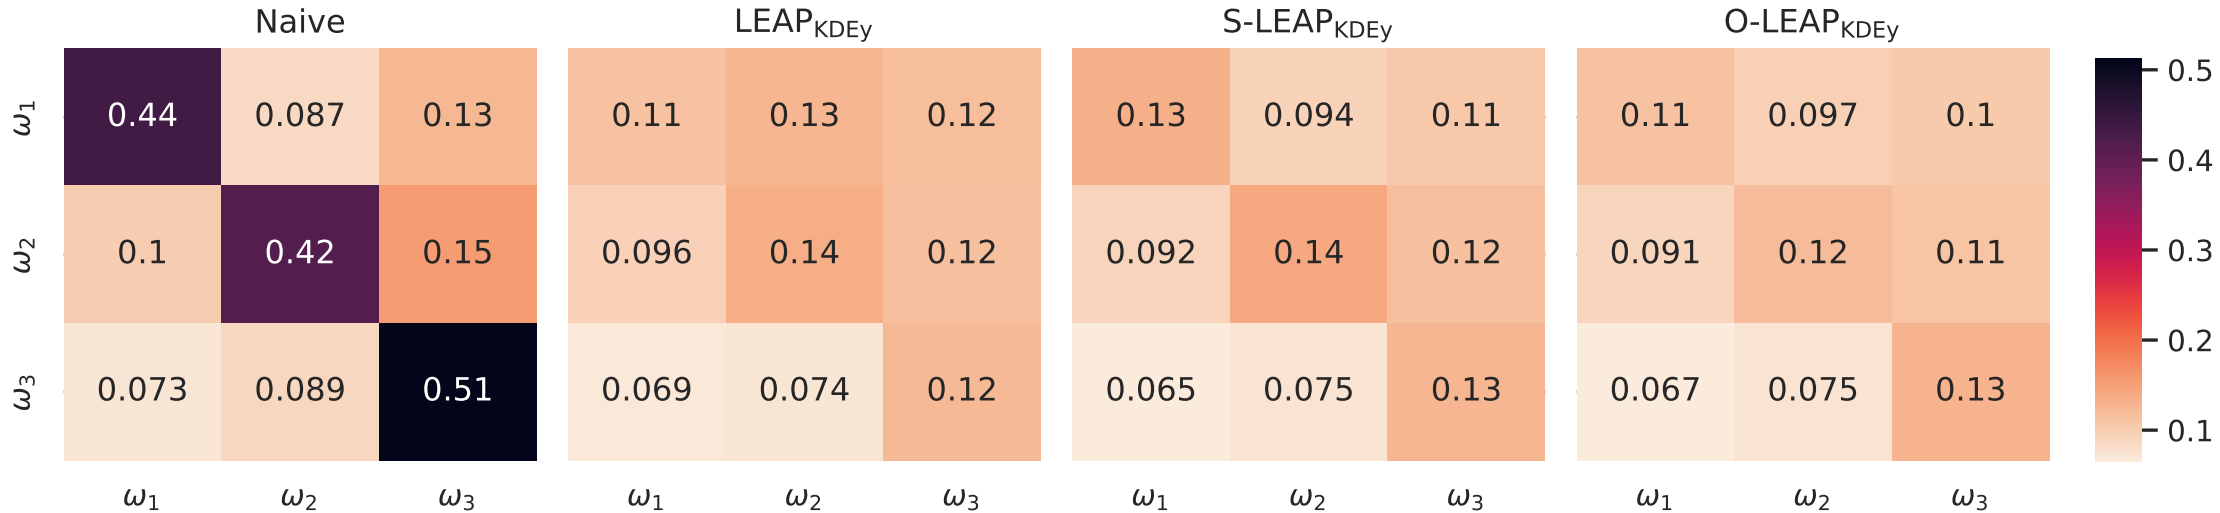 Naive LEAP_KDEy S-LEAP_KDEy O-LEAP_KDEy
ω1 0.44 0.087 0.13 0.11 0.13 0.12 0.13 0.094 0.11 0.11 0.097 0.1
ω2 0.1 0.42 0.15 0.096 0.14 0.12 0.092 0.14 0.12 0.091 0.12 0.11
ω3 0.073 0.089 0.51 0.069 0.074 0.12 0.065 0.075 0.13 0.067 0.075 0.13
ω1 ω2 ω3 ω1 ω2 ω3 ω1 ω2 ω3 ω1 ω2 ω3
0.5
0.4
0.3
0.2
0.1